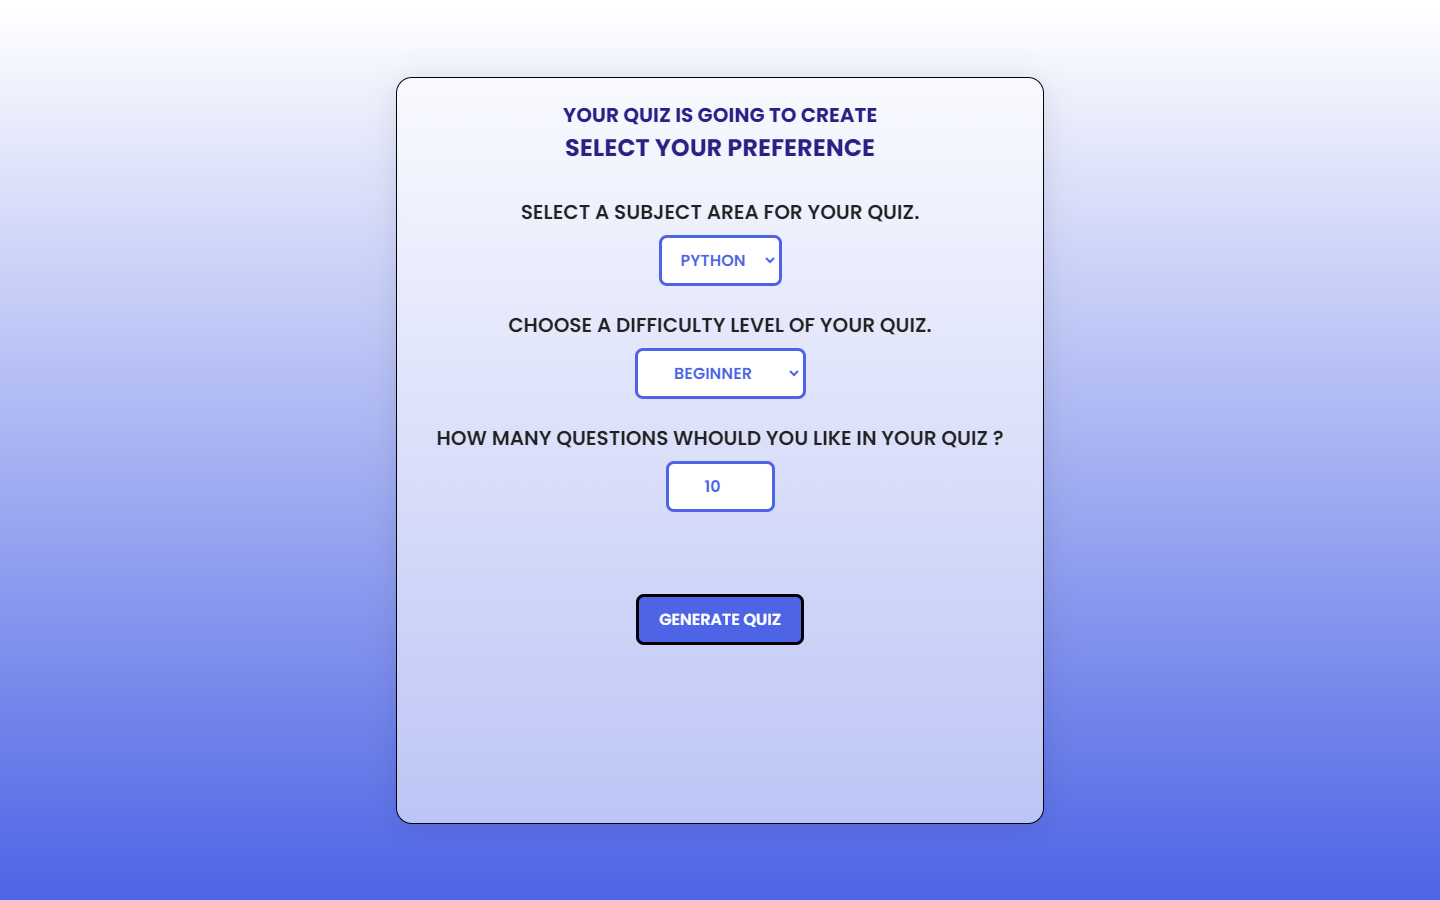 YOUR QUIZ IS GOING TO CREATE
SELECT YOUR PREFERENCE
SELECT A SUBJECT AREA FOR YOUR QUIZ.
PYTHON
CHOOSE A DIFFICULTY LEVEL OF YOUR QUIZ.
BEGINNER
HOW MANY QUESTIONS WHOULD YOU LIKE IN YOUR QUIZ ?
10
GENERATE QUIZ